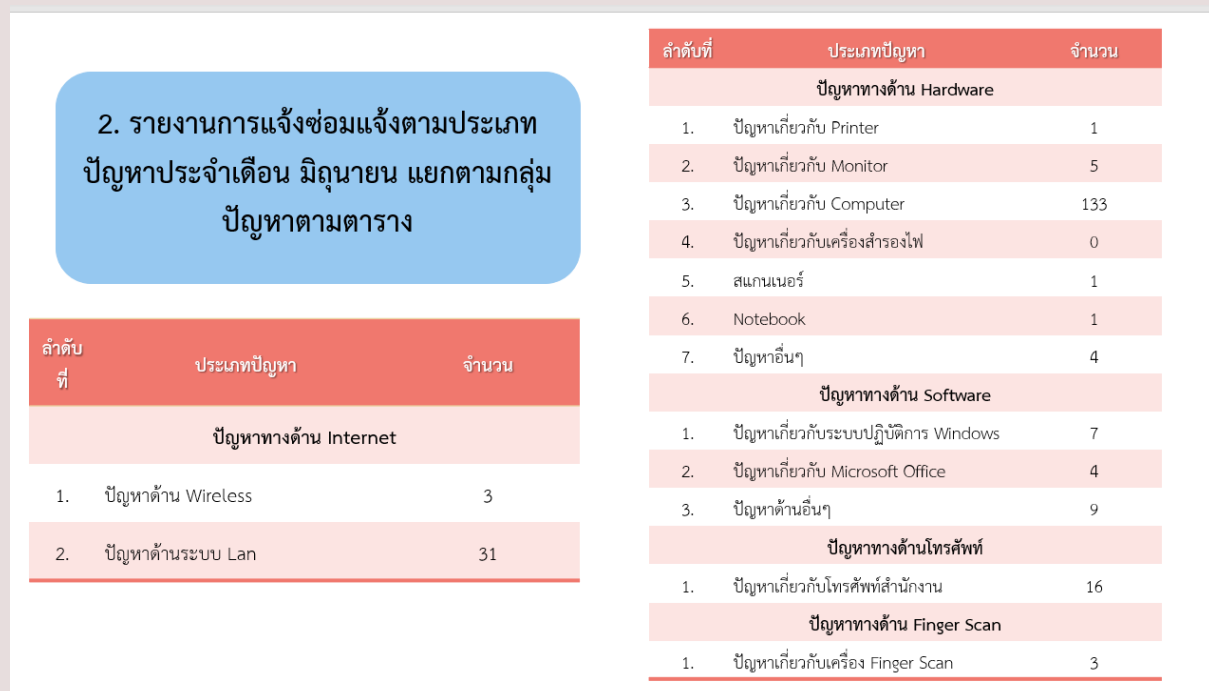 2. รายงานการแจ้งซ่อมแจ้งตามประเภท
ปัญหาประจำเดือน มิถุนายน แยกตามกลุ่ม
ปัญหาตามตาราง
ลำดับ
ที่ ประเภทปัญหา จำนวน
ปัญหาทางด้าน Internet
1. ปัญหาด้าน Wireless 3
2. ปัญหาด้านระบบ Lan 31
ลำดับที่ ประเภทปัญหา จำนวน
ปัญหาทางด้าน Hardware
1. ปัญหาเกี่ยวกับ Printer 1
2. ปัญหาเกี่ยวกับ Monitor 5
3. ปัญหาเกี่ยวกับ Computer 133
4. ปัญหาเกี่ยวกับเครื่องสำรองไฟ 0
5. สแกนเนอร์ 1
6. Notebook 1
7. ปัญหาอื่นๆ 4
ปัญหาทางด้าน Software
1. ปัญหาเกี่ยวกับระบบปฏิบัติการ Windows 7
2. ปัญหาเกี่ยวกับ Microsoft Office 4
3. ปัญหาด้านอื่นๆ 9
ปัญหาทางด้านโทรศัพท์
1. ปัญหาเกี่ยวกับโทรศัพท์สำนักงาน 16
ปัญหาทางด้าน Finger Scan
1. ปัญหาเกี่ยวกับเครื่อง Finger Scan 3